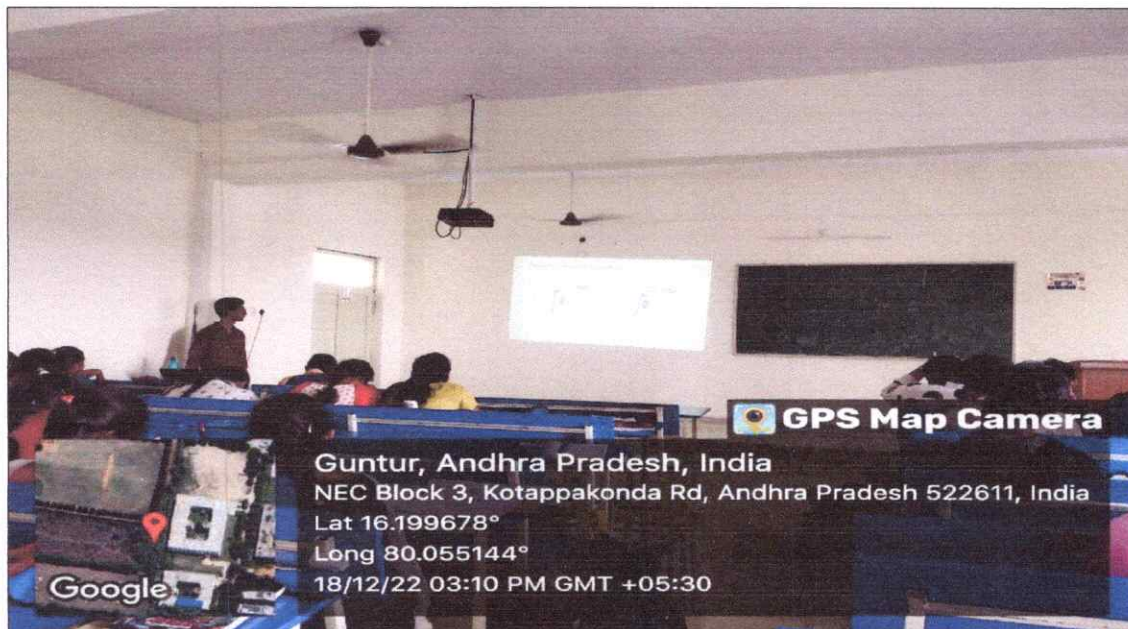 GPS Map Camera
Guntur, Andhra Pradesh, India
NEC Block 3, Kotappakonda Rd, Andhra Pradesh 522611, India
Lat 16.199678°
Long 80.055144°
18/12/22 03:10 PM GMT +05:30
Google